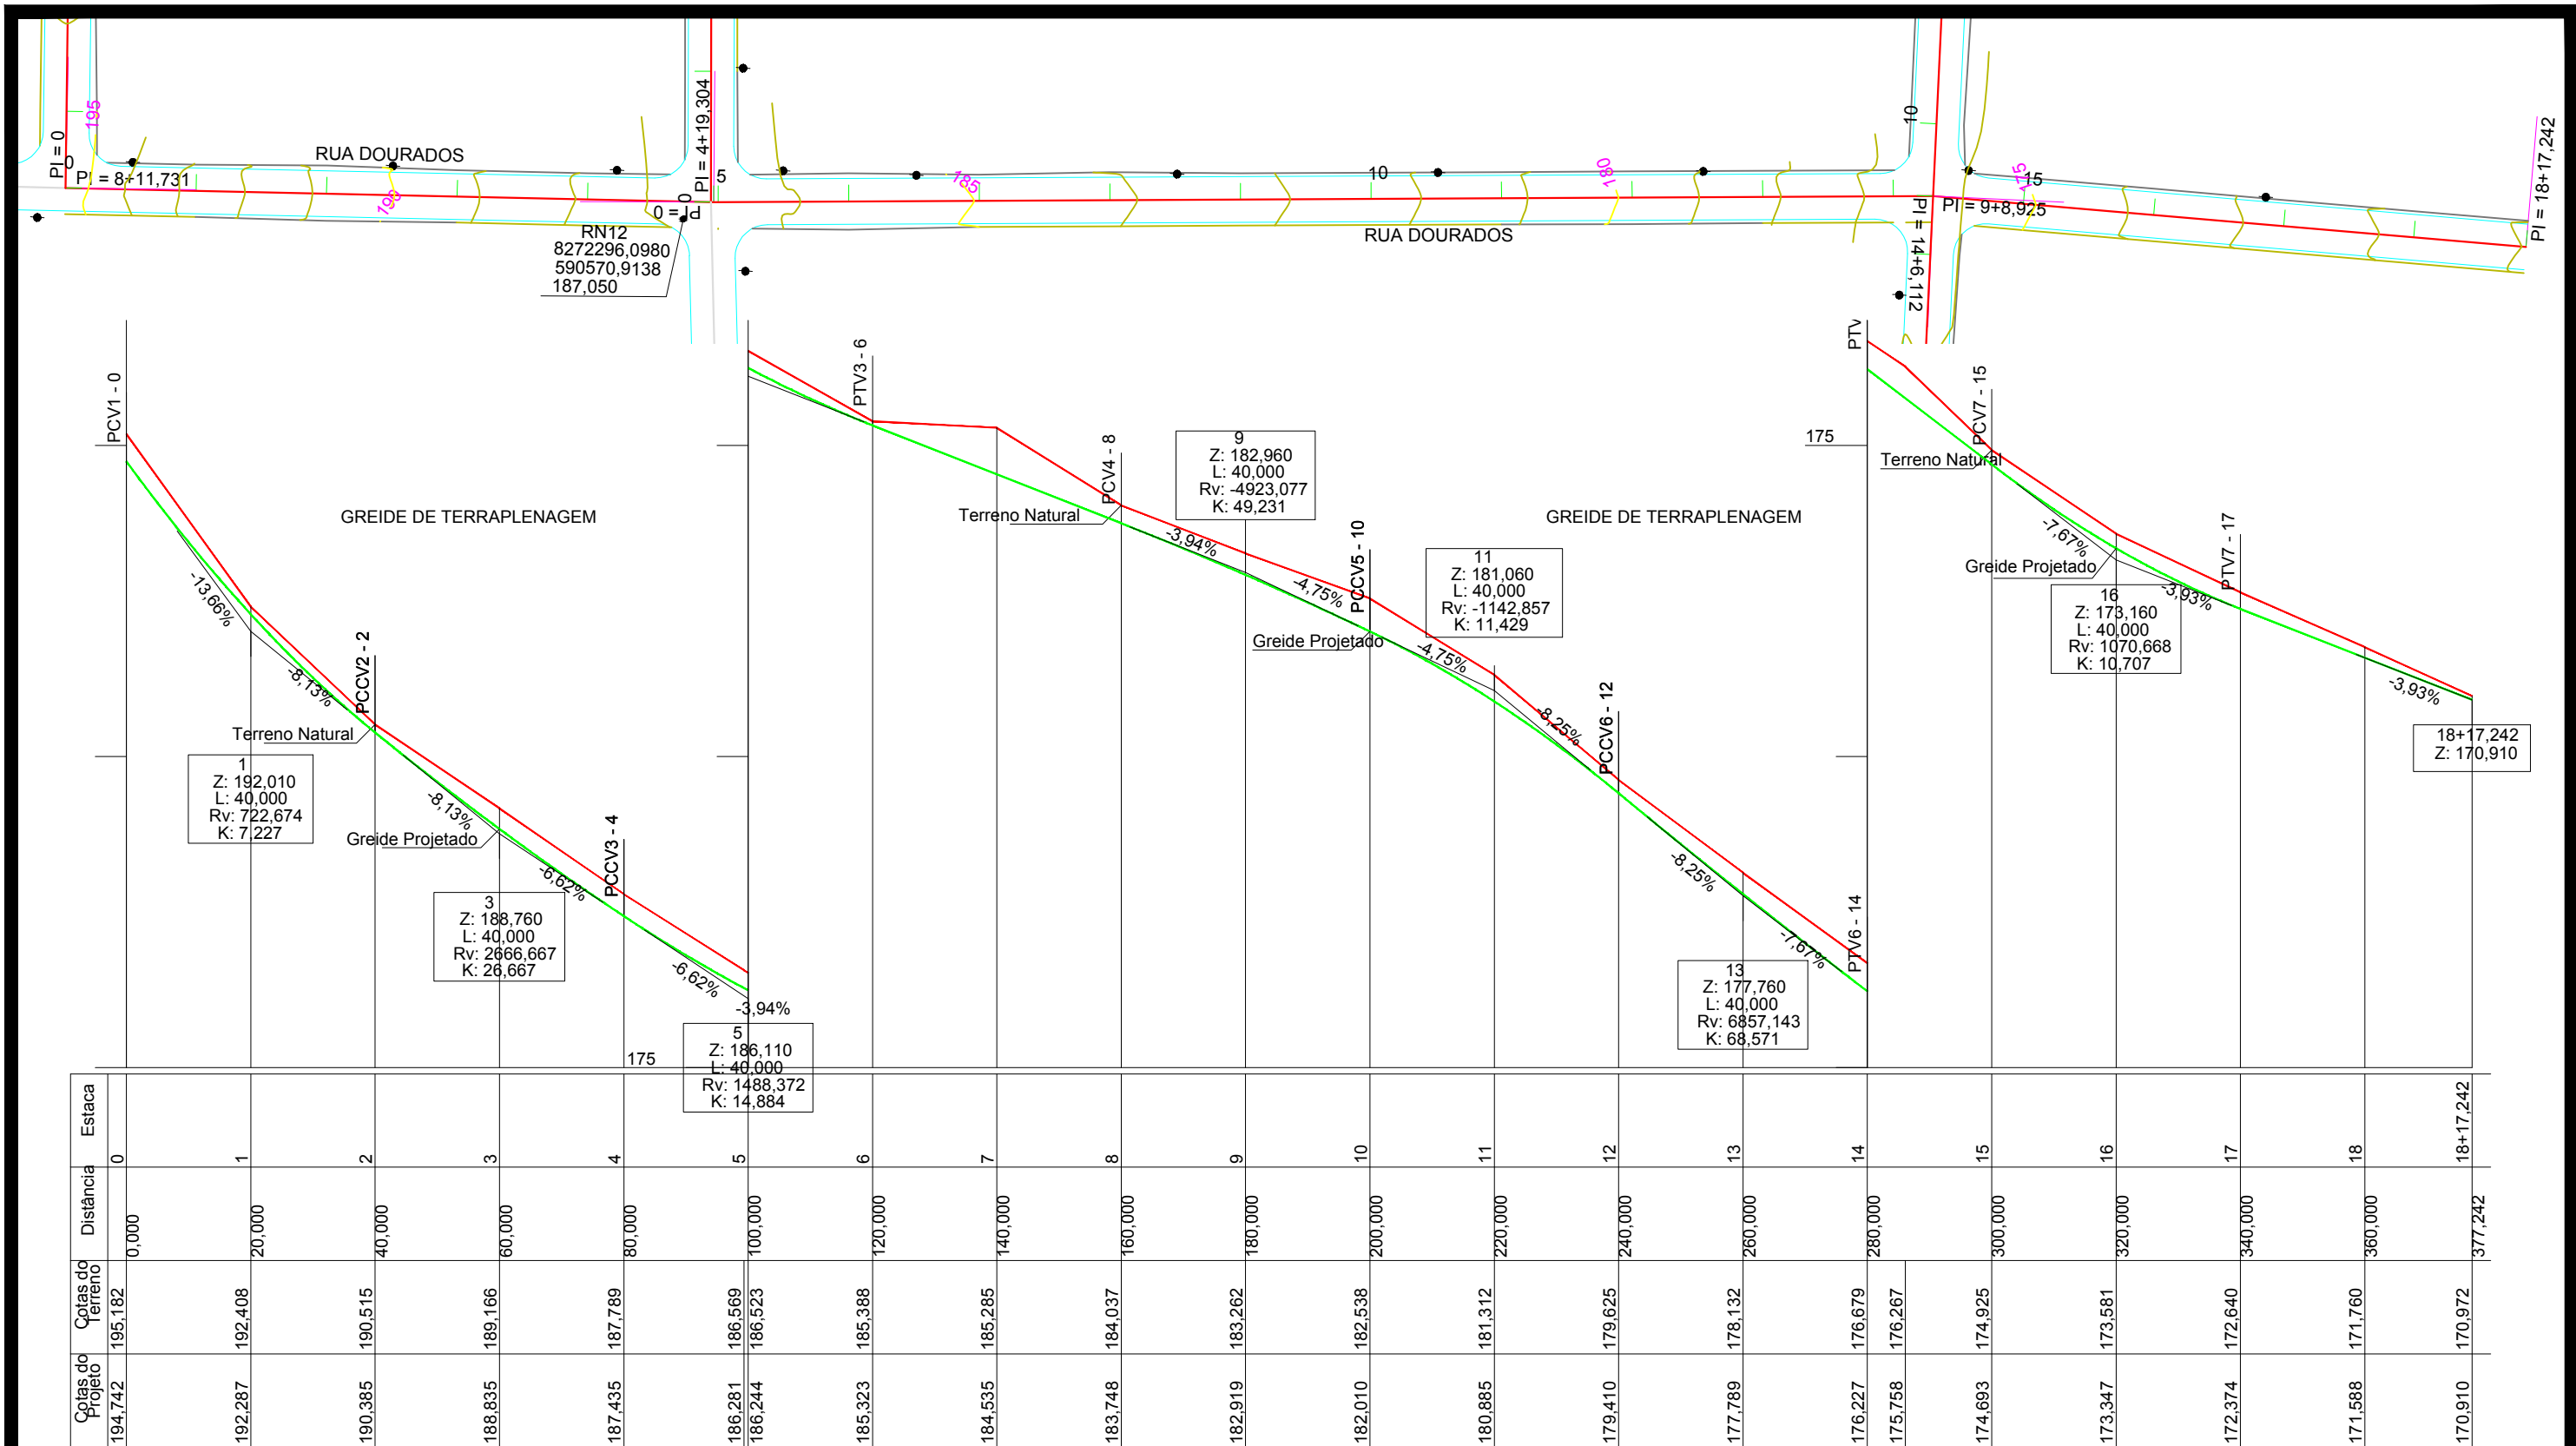 195
PI = 0
0
PI = 8+11,731
RUA DOURADOS
190
PI = 0
RN12
8272296,0980
590570,9138
187,050
PI = 4+19,304
5
185
10
RUA DOURADOS
180
10
PI = 14+6,112
PI = 9+8,925
15
175
PI = 18+17,242
PCV1 - 0
GREIDE DE TERRAPLENAGEM
-13,66%
-8,13%
PCCV2 - 2
Terreno Natural
1
Z: 192,010
L: 40,000
Rv: 722,674
K: 7,227
-8,13%
Greide Projetado
-6,62%
PCCV3 - 4
3
Z: 188,760
L: 40,000
Rv: 2666,667
K: 26,667
-6,62%
-3,94%
175
5
Z: 186,110
L: 40,000
Rv: 1488,372
K: 14,884
PTV3 - 6
PCV4 - 8
Terreno Natural
-3,94%
9
Z: 182,960
L: 40,000
Rv: -4923,077
K: 49,231
-4,75%
PCCV5 - 10
Greide Projetado
-4,75%
11
Z: 181,060
L: 40,000
Rv: -1142,857
K: 11,429
GREIDE DE TERRAPLENAGEM
-8,25%
PCCV6 - 12
-8,25%
-7,67%
13
Z: 177,760
L: 40,000
Rv: 6857,143
K: 68,571
PTV6 - 14
PTV
175
Terreno Natural
PCV7 - 15
-7,67%
Greide Projetado
-3,93%
16
Z: 173,160
L: 40,000
Rv: 1070,668
K: 10,707
PTV7 - 17
-3,93%
18+17,242
Z: 170,910
Estaca 0 1 2 3 4 5 6 7 8 9 10 11 12 13 14 15 16 17 18 18+17,242
Distância 0,000 20,000 40,000 60,000 80,000 100,000 120,000 140,000 160,000 180,000 200,000 220,000 240,000 260,000 280,000 300,000 320,000 340,000 360,000 377,242
Cotas do
Terreno
195,182 192,408 190,515 189,166 187,789 186,569 186,523 185,388 185,285 184,037 183,262 182,538 181,312 179,625 178,132 176,679 176,267 174,925 173,581 172,640 171,760 170,972
Cotas do
Projeto
194,742 192,287 190,385 188,835 187,435 186,281 186,244 185,323 184,535 183,748 182,919 182,010 180,885 179,410 177,789 176,227 175,758 174,693 173,347 172,374 171,588 170,910